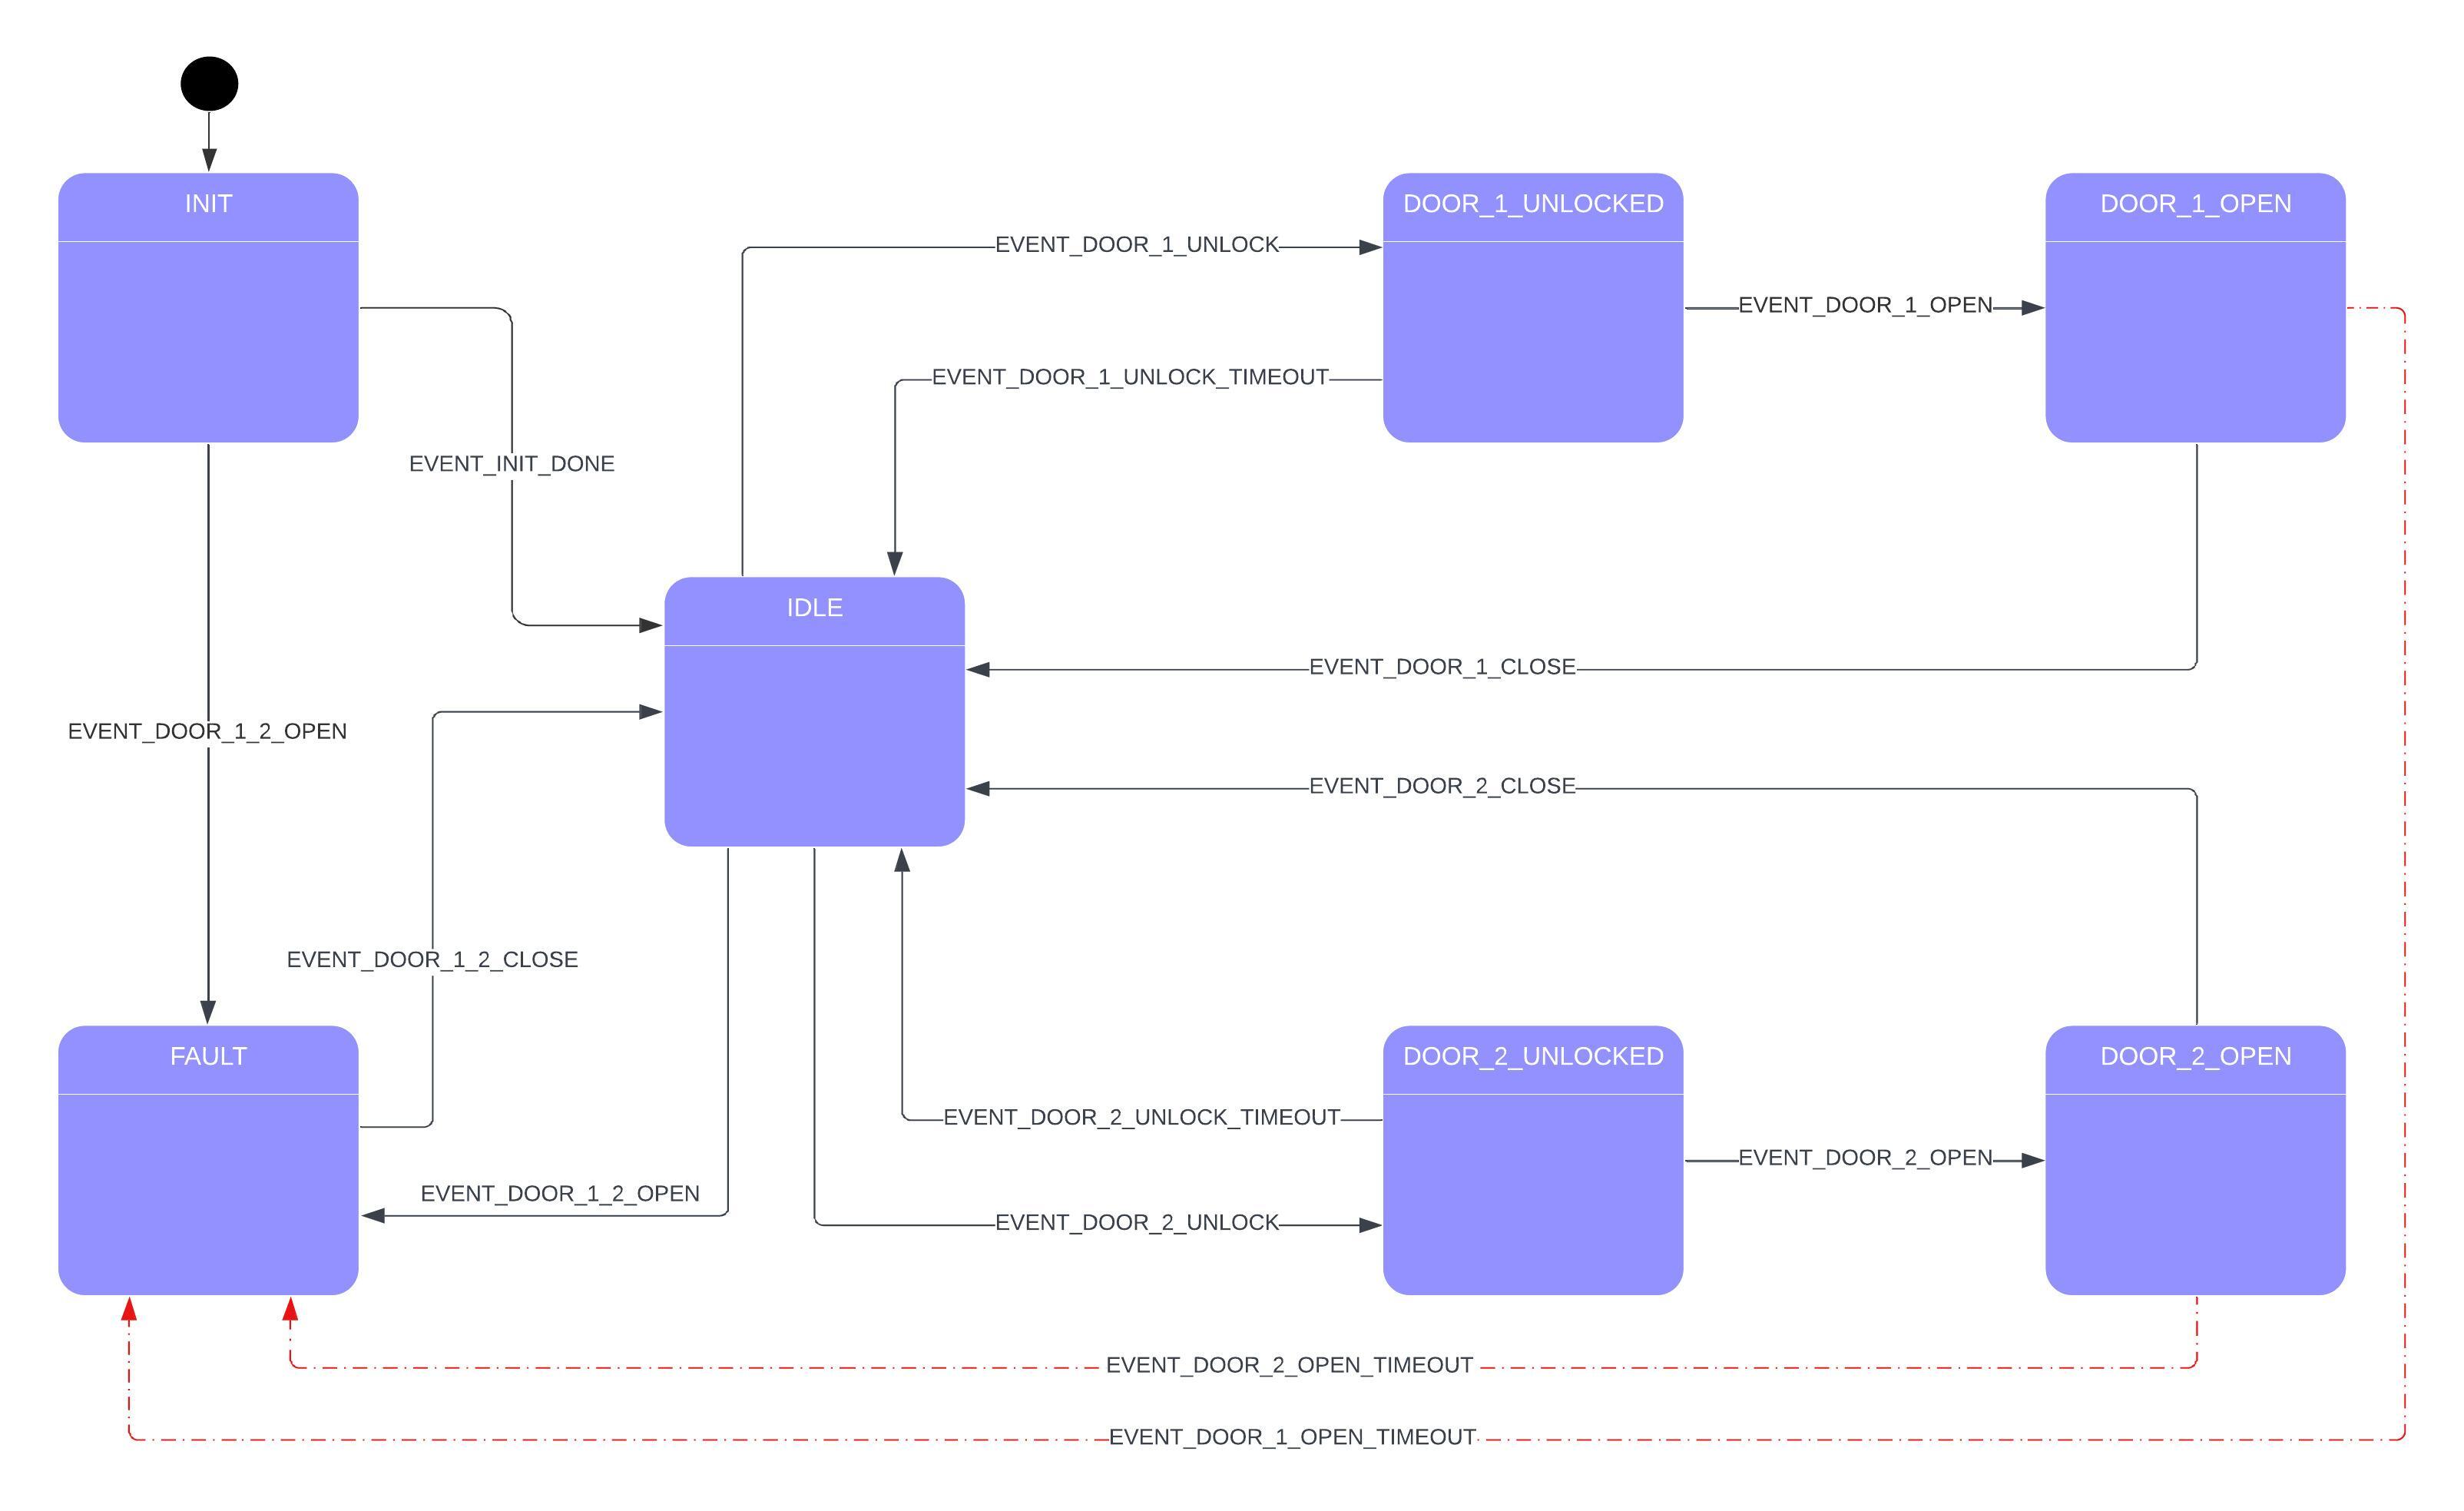 INIT
DOOR_1_UNLOCKED
DOOR_1_OPEN
EVENT_DOOR_1_UNLOCK
EVENT_DOOR_1_OPEN
EVENT_DOOR_1_UNLOCK_TIMEOUT
EVENT_INIT_DONE
IDLE
EVENT_DOOR_1_CLOSE
EVENT_DOOR_1_2_OPEN
EVENT_DOOR_2_CLOSE
EVENT_DOOR_1_2_CLOSE
FAULT
DOOR_2_UNLOCKED
DOOR_2_OPEN
EVENT_DOOR_2_UNLOCK_TIMEOUT
EVENT_DOOR_2_OPEN
EVENT_DOOR_1_2_OPEN
EVENT_DOOR_2_UNLOCK
EVENT_DOOR_2_OPEN_TIMEOUT
EVENT_DOOR_1_OPEN_TIMEOUT